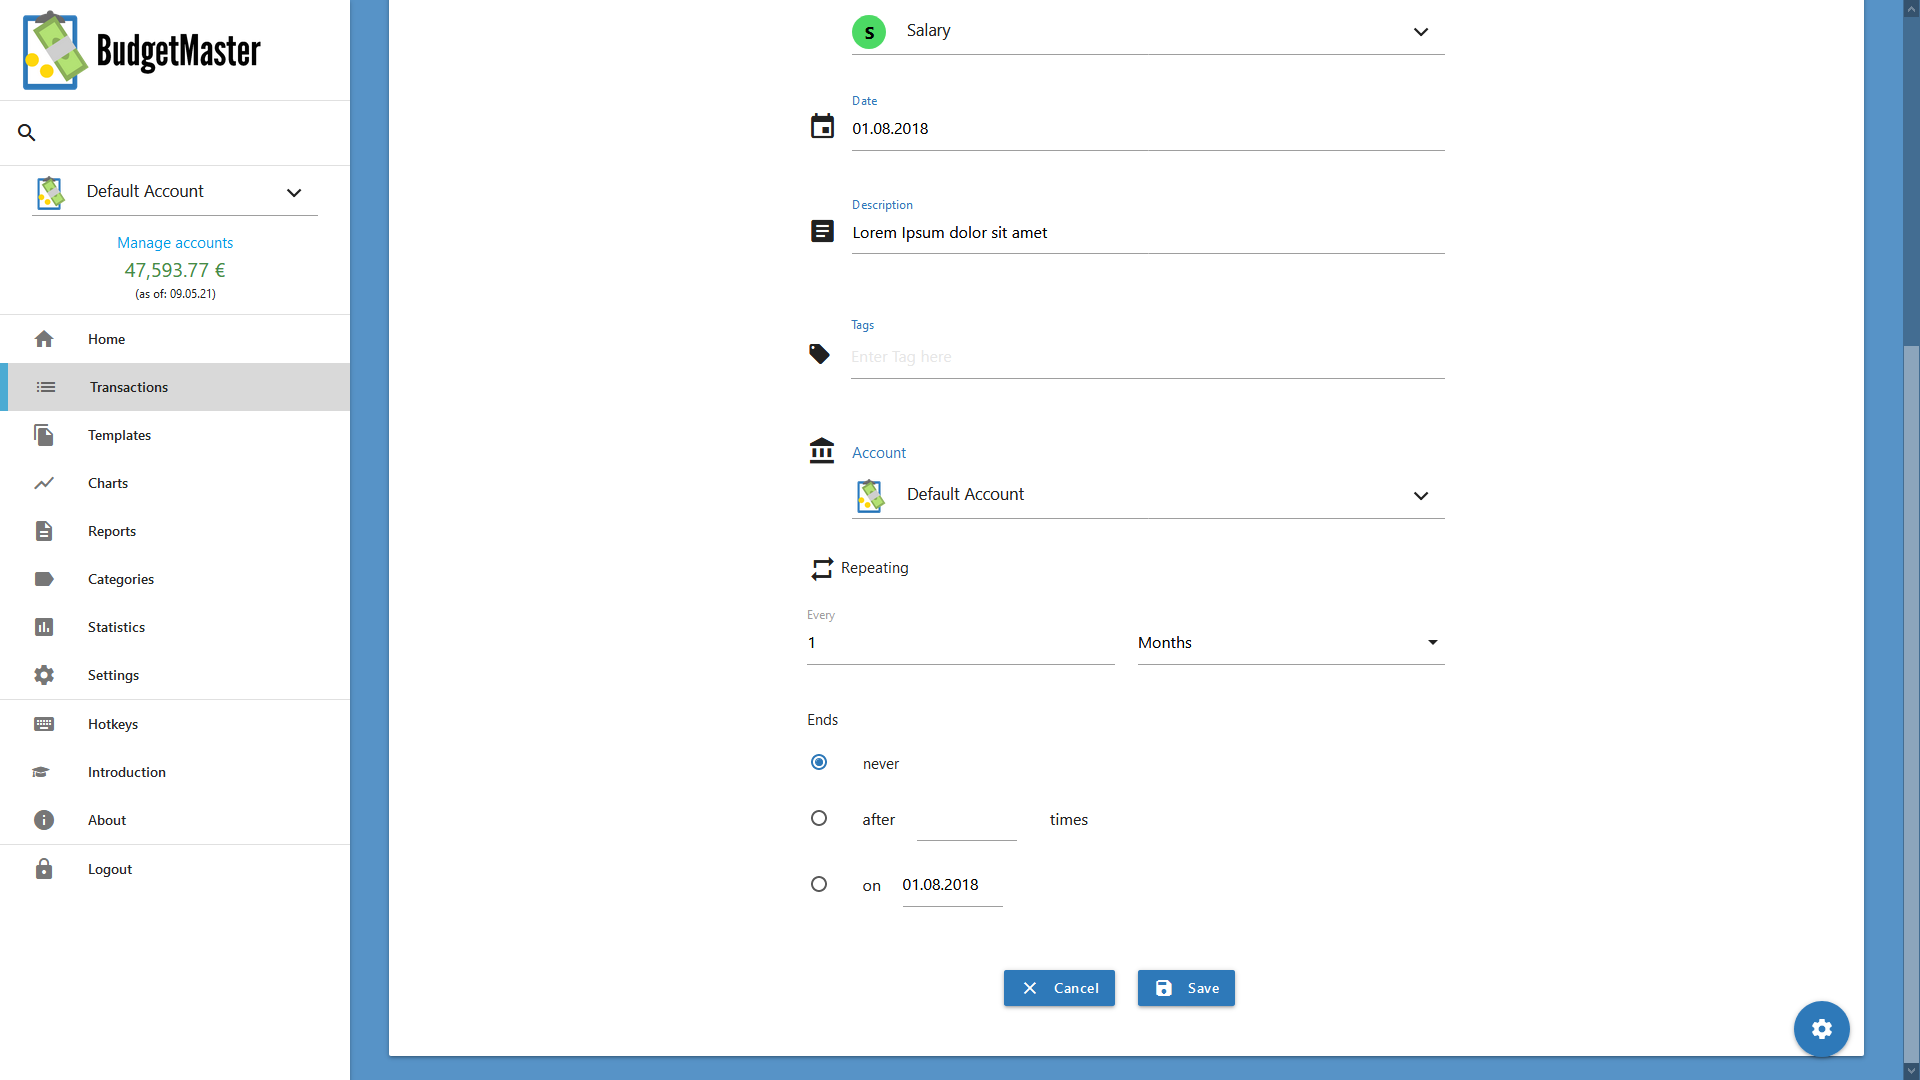 BudgetMaster
Default Account
Manage accounts
47,593.77 €
(as of: 09.05.21)
Home
Transactions
Templates
Charts
Reports
Categories
Statistics
Settings
Hotkeys
Introduction
About
Logout
S Salary
Date
01.08.2018
Description
Lorem Ipsum dolor sit amet
Tags
Enter Tag here
Account
Default Account
Repeating
Every
1 Months
Ends
never
after times
on 01.08.2018
Cancel Save